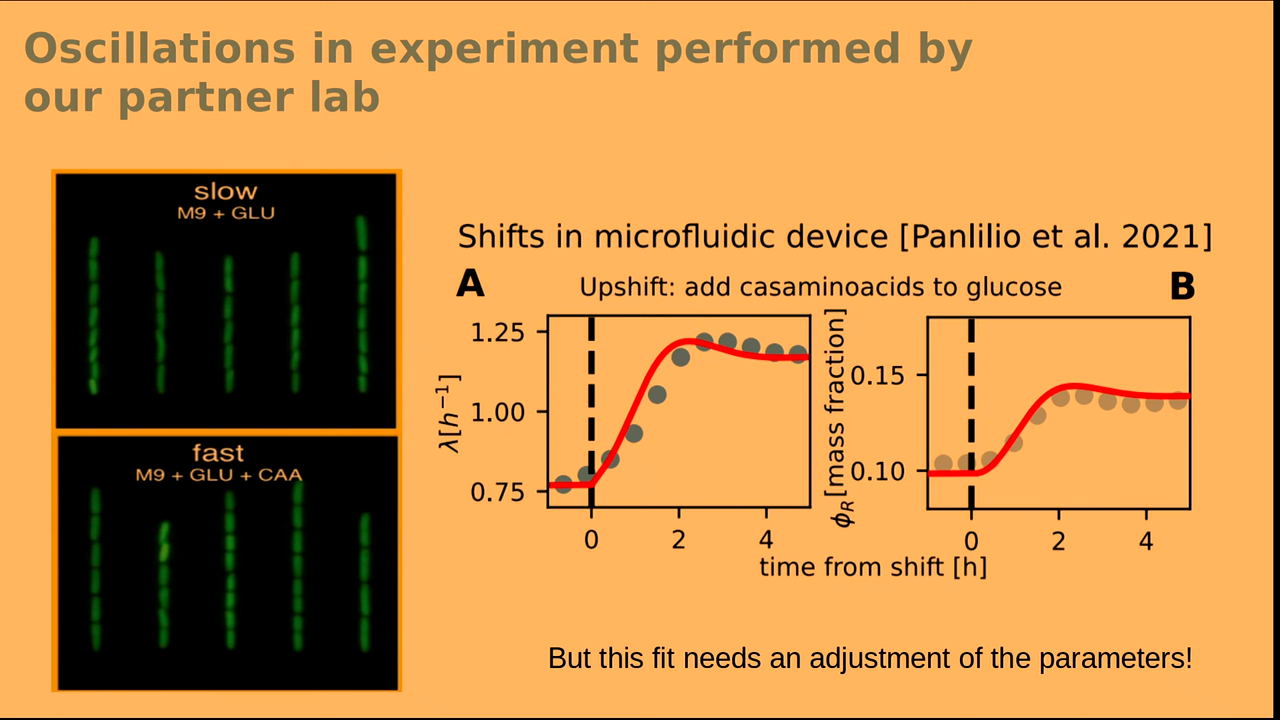 Oscillations in experiment performed by
our partner lab
slow
M9 + GLU
fast
M9 + GLU + CAA
Shifts in microfluidic device [Panlilio et al. 2021]
A
Upshift: add casaminoacids to glucose
B
λ[h⁻¹]
1.25
1.00
0.75
0
2
4
ϕ_R[mass fraction]
0.15
0.10
0
2
4
time from shift [h]
But this fit needs an adjustment of the parameters!